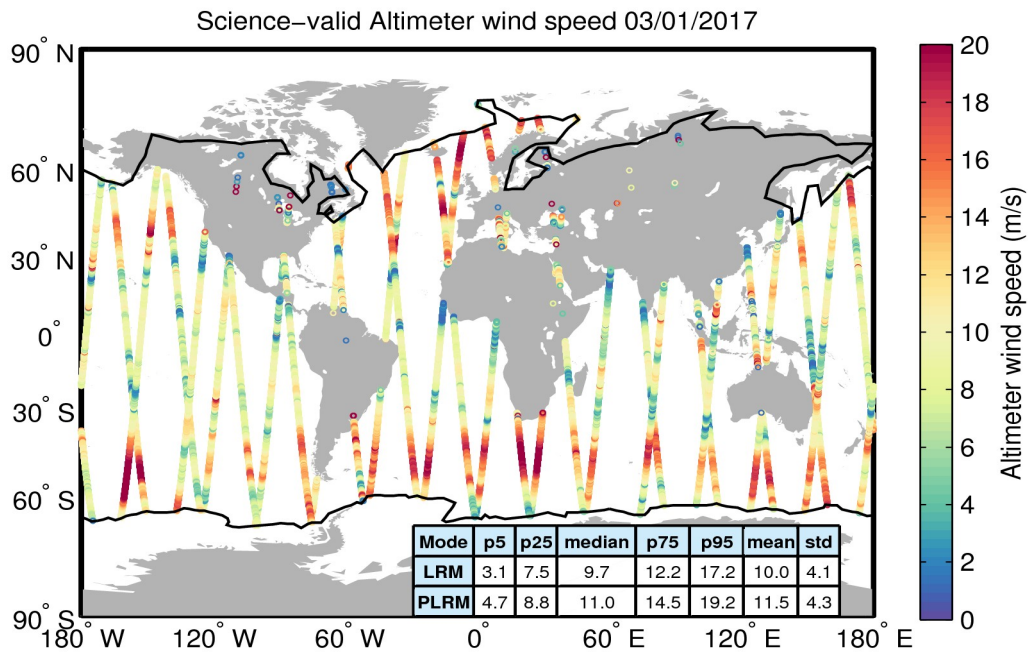 Science−valid Altimeter wind speed 03/01/2017
90° N
60° N
30° N
0°
30° S
60° S
90° S
180° W
120° W
60° W
0°
60° E
120° E
180° E
Mode p5 p25 median p75 p95 mean std
LRM 3.1 7.5 9.7 12.2 17.2 10.0 4.1
PLRM 4.7 8.8 11.0 14.5 19.2 11.5 4.3
20
18
16
14
12
10
8
6
4
2
0
Altimeter wind speed (m/s)